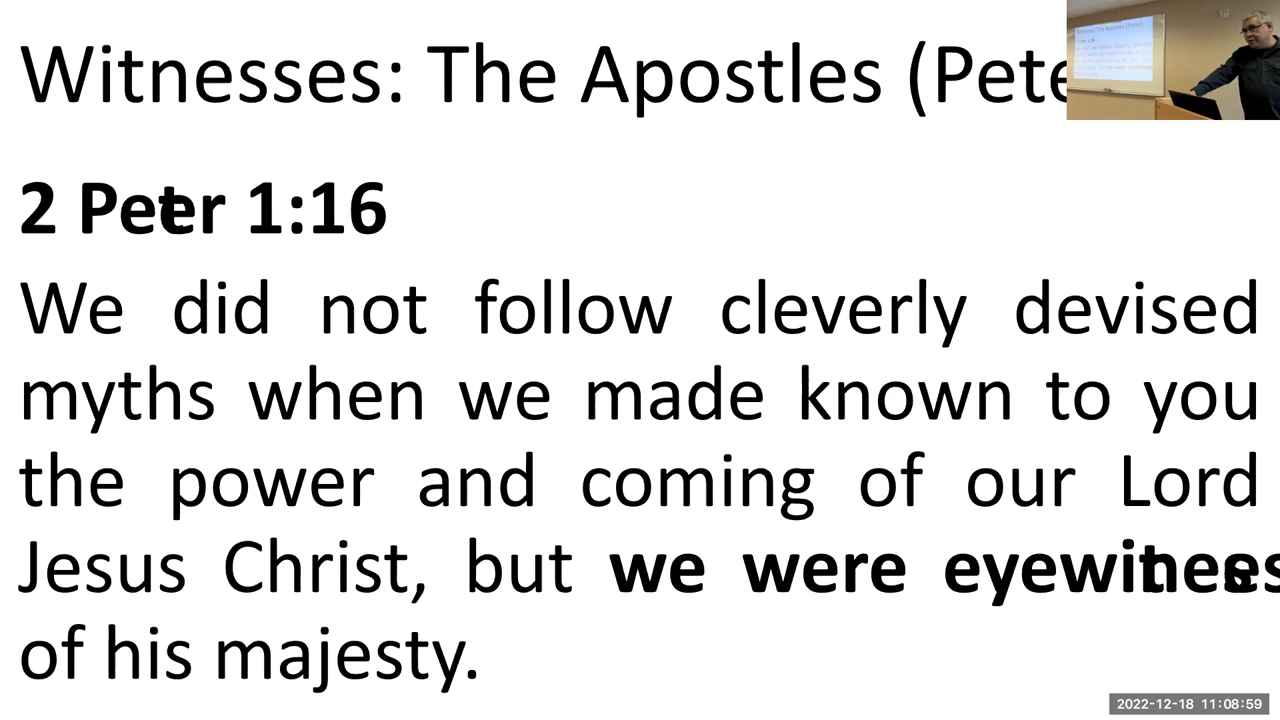 Witnesses: The Apostles (Pete
2 Peter 1:16
We did not follow cleverly devised
myths when we made known to you
the power and coming of our Lord
Jesus Christ, but we were eyewitness
of his majesty.
2022-12-18 11:08:59